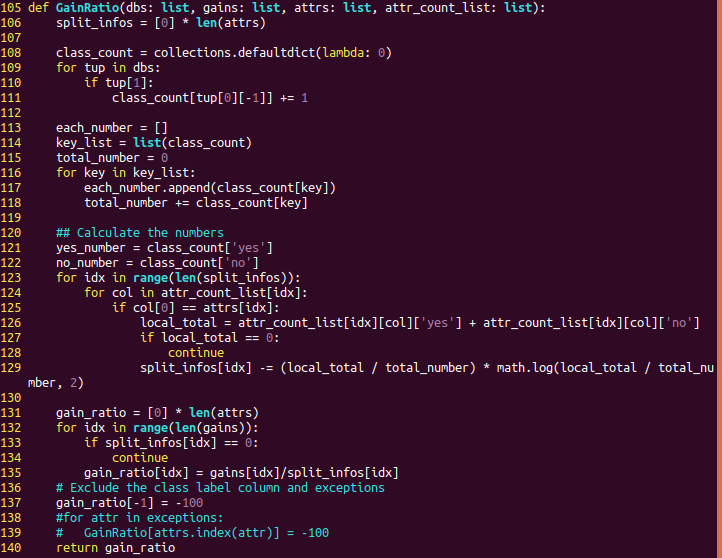 105 def GainRatio(dbs: list, gains: list, attrs: list, attr_count_list: list):
106     split_infos = [0] * len(attrs)
107
108     class_count = collections.defaultdict(lambda: 0)
109     for tup in dbs:
110         if tup[1]:
111             class_count[tup[0][-1]] += 1
112
113     each_number = []
114     key_list = list(class_count)
115     total_number = 0
116     for key in key_list:
117         each_number.append(class_count[key])
118         total_number += class_count[key]
119
120     ## Calculate the numbers
121     yes_number = class_count['yes']
122     no_number = class_count['no']
123     for idx in range(len(split_infos)):
124         for col in attr_count_list[idx]:
125             if col[0] == attrs[idx]:
126                 local_total = attr_count_list[idx][col]['yes'] + attr_count_list[idx][col]['no']
127                 if local_total == 0:
128                     continue
129                 split_infos[idx] -= (local_total / total_number) * math.log(local_total / total_nu
mber, 2)
130
131     gain_ratio = [0] * len(attrs)
132     for idx in range(len(gains)):
133         if split_infos[idx] == 0:
134             continue
135         gain_ratio[idx] = gains[idx]/split_infos[idx]
136     # Exclude the class label column and exceptions
137     gain_ratio[-1] = -100
138     #for attr in exceptions:
139     #   GainRatio[attrs.index(attr)] = -100
140     return gain_ratio